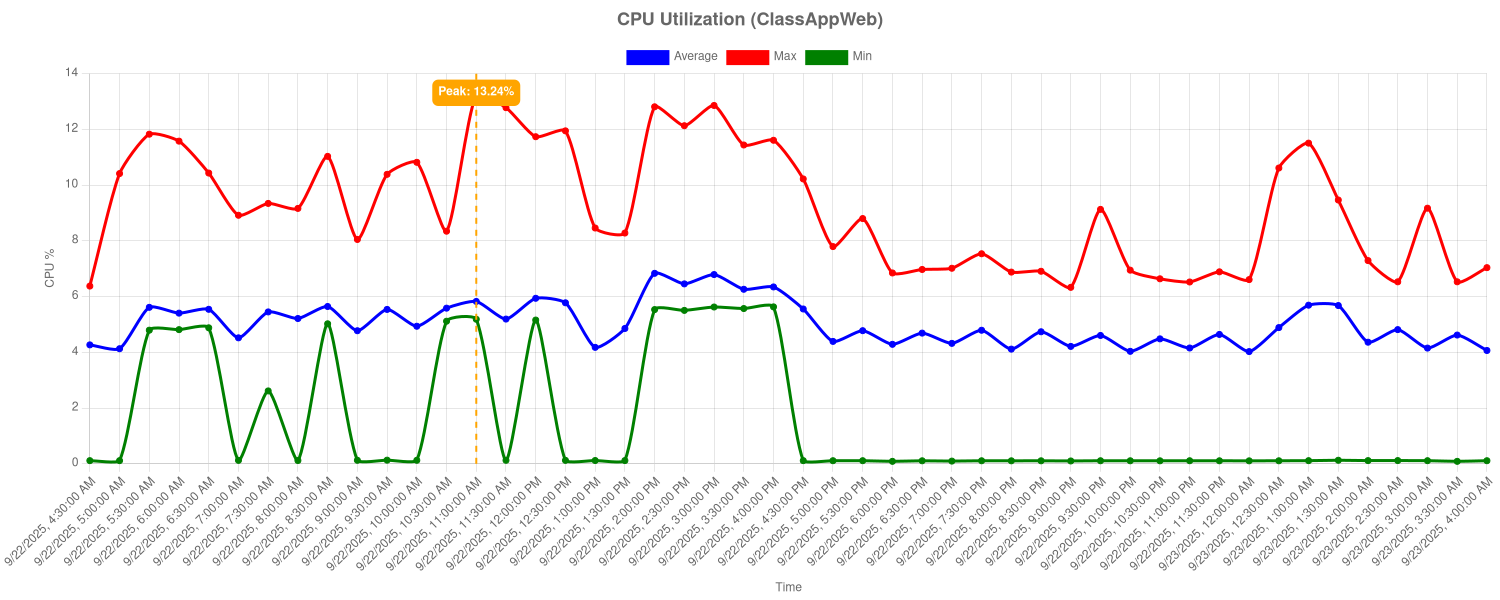 CPU Utilization (ClassAppWeb)
Average
Max
Min
Peak: 13.24%
14
12
10
8
6
4
2
0
CPU %
9/22/2025, 4:30:00 AM
9/22/2025, 5:00:00 AM
9/22/2025, 5:30:00 AM
9/22/2025, 6:00:00 AM
9/22/2025, 6:30:00 AM
9/22/2025, 7:00:00 AM
9/22/2025, 7:30:00 AM
9/22/2025, 8:00:00 AM
9/22/2025, 8:30:00 AM
9/22/2025, 9:00:00 AM
9/22/2025, 9:30:00 AM
9/22/2025, 10:00:00 AM
9/22/2025, 10:30:00 AM
9/22/2025, 11:00:00 AM
9/22/2025, 11:30:00 AM
9/22/2025, 12:00:00 PM
9/22/2025, 12:30:00 PM
9/22/2025, 1:00:00 PM
9/22/2025, 1:30:00 PM
9/22/2025, 2:00:00 PM
9/22/2025, 2:30:00 PM
9/22/2025, 3:00:00 PM
9/22/2025, 3:30:00 PM
9/22/2025, 4:00:00 PM
9/22/2025, 4:30:00 PM
9/22/2025, 5:00:00 PM
9/22/2025, 5:30:00 PM
9/22/2025, 6:00:00 PM
9/22/2025, 6:30:00 PM
9/22/2025, 7:00:00 PM
9/22/2025, 7:30:00 PM
9/22/2025, 8:00:00 PM
9/22/2025, 8:30:00 PM
9/22/2025, 9:00:00 PM
9/22/2025, 9:30:00 PM
9/22/2025, 10:00:00 PM
9/22/2025, 10:30:00 PM
9/22/2025, 11:00:00 PM
9/22/2025, 11:30:00 PM
9/23/2025, 12:00:00 AM
9/23/2025, 12:30:00 AM
9/23/2025, 1:00:00 AM
9/23/2025, 1:30:00 AM
9/23/2025, 2:00:00 AM
9/23/2025, 2:30:00 AM
9/23/2025, 3:00:00 AM
9/23/2025, 3:30:00 AM
9/23/2025, 4:00:00 AM
Time